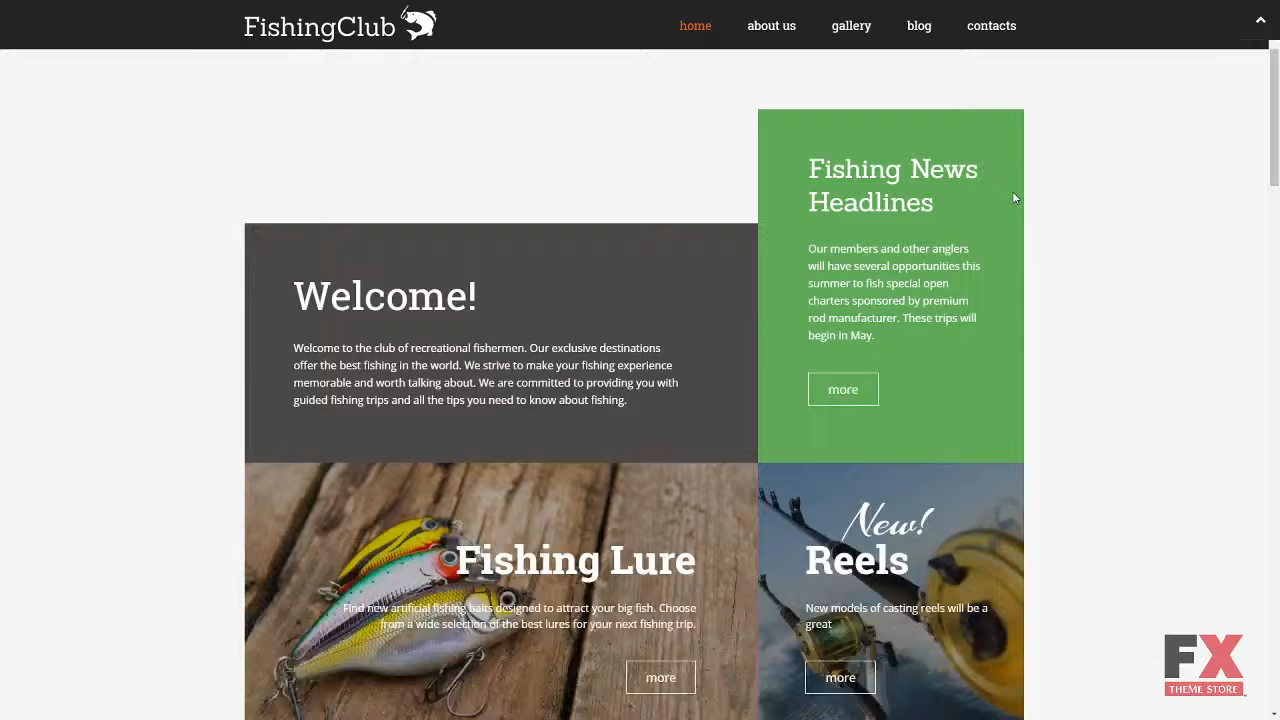 FishingClub
home about us gallery blog contacts
Fishing News
Headlines
Our members and other anglers
will have several opportunities this
summer to fish special open
charters sponsored by premium
rod manufacturer. These trips will
begin in May.
more
Welcome!
Welcome to the club of recreational fishermen. Our exclusive destinations
offer the best fishing in the world. We strive to make your fishing experience
memorable and worth talking about. We are committed to providing you with
guided fishing trips and all the tips you need to know about fishing.
Fishing Lure
Find new artificial fishing baits designed to attract your big fish. Choose
from a wide selection of the best lures for your next fishing trip.
more
New!
Reels
New models of casting reels will be a
great
more
FX
THEME STORE